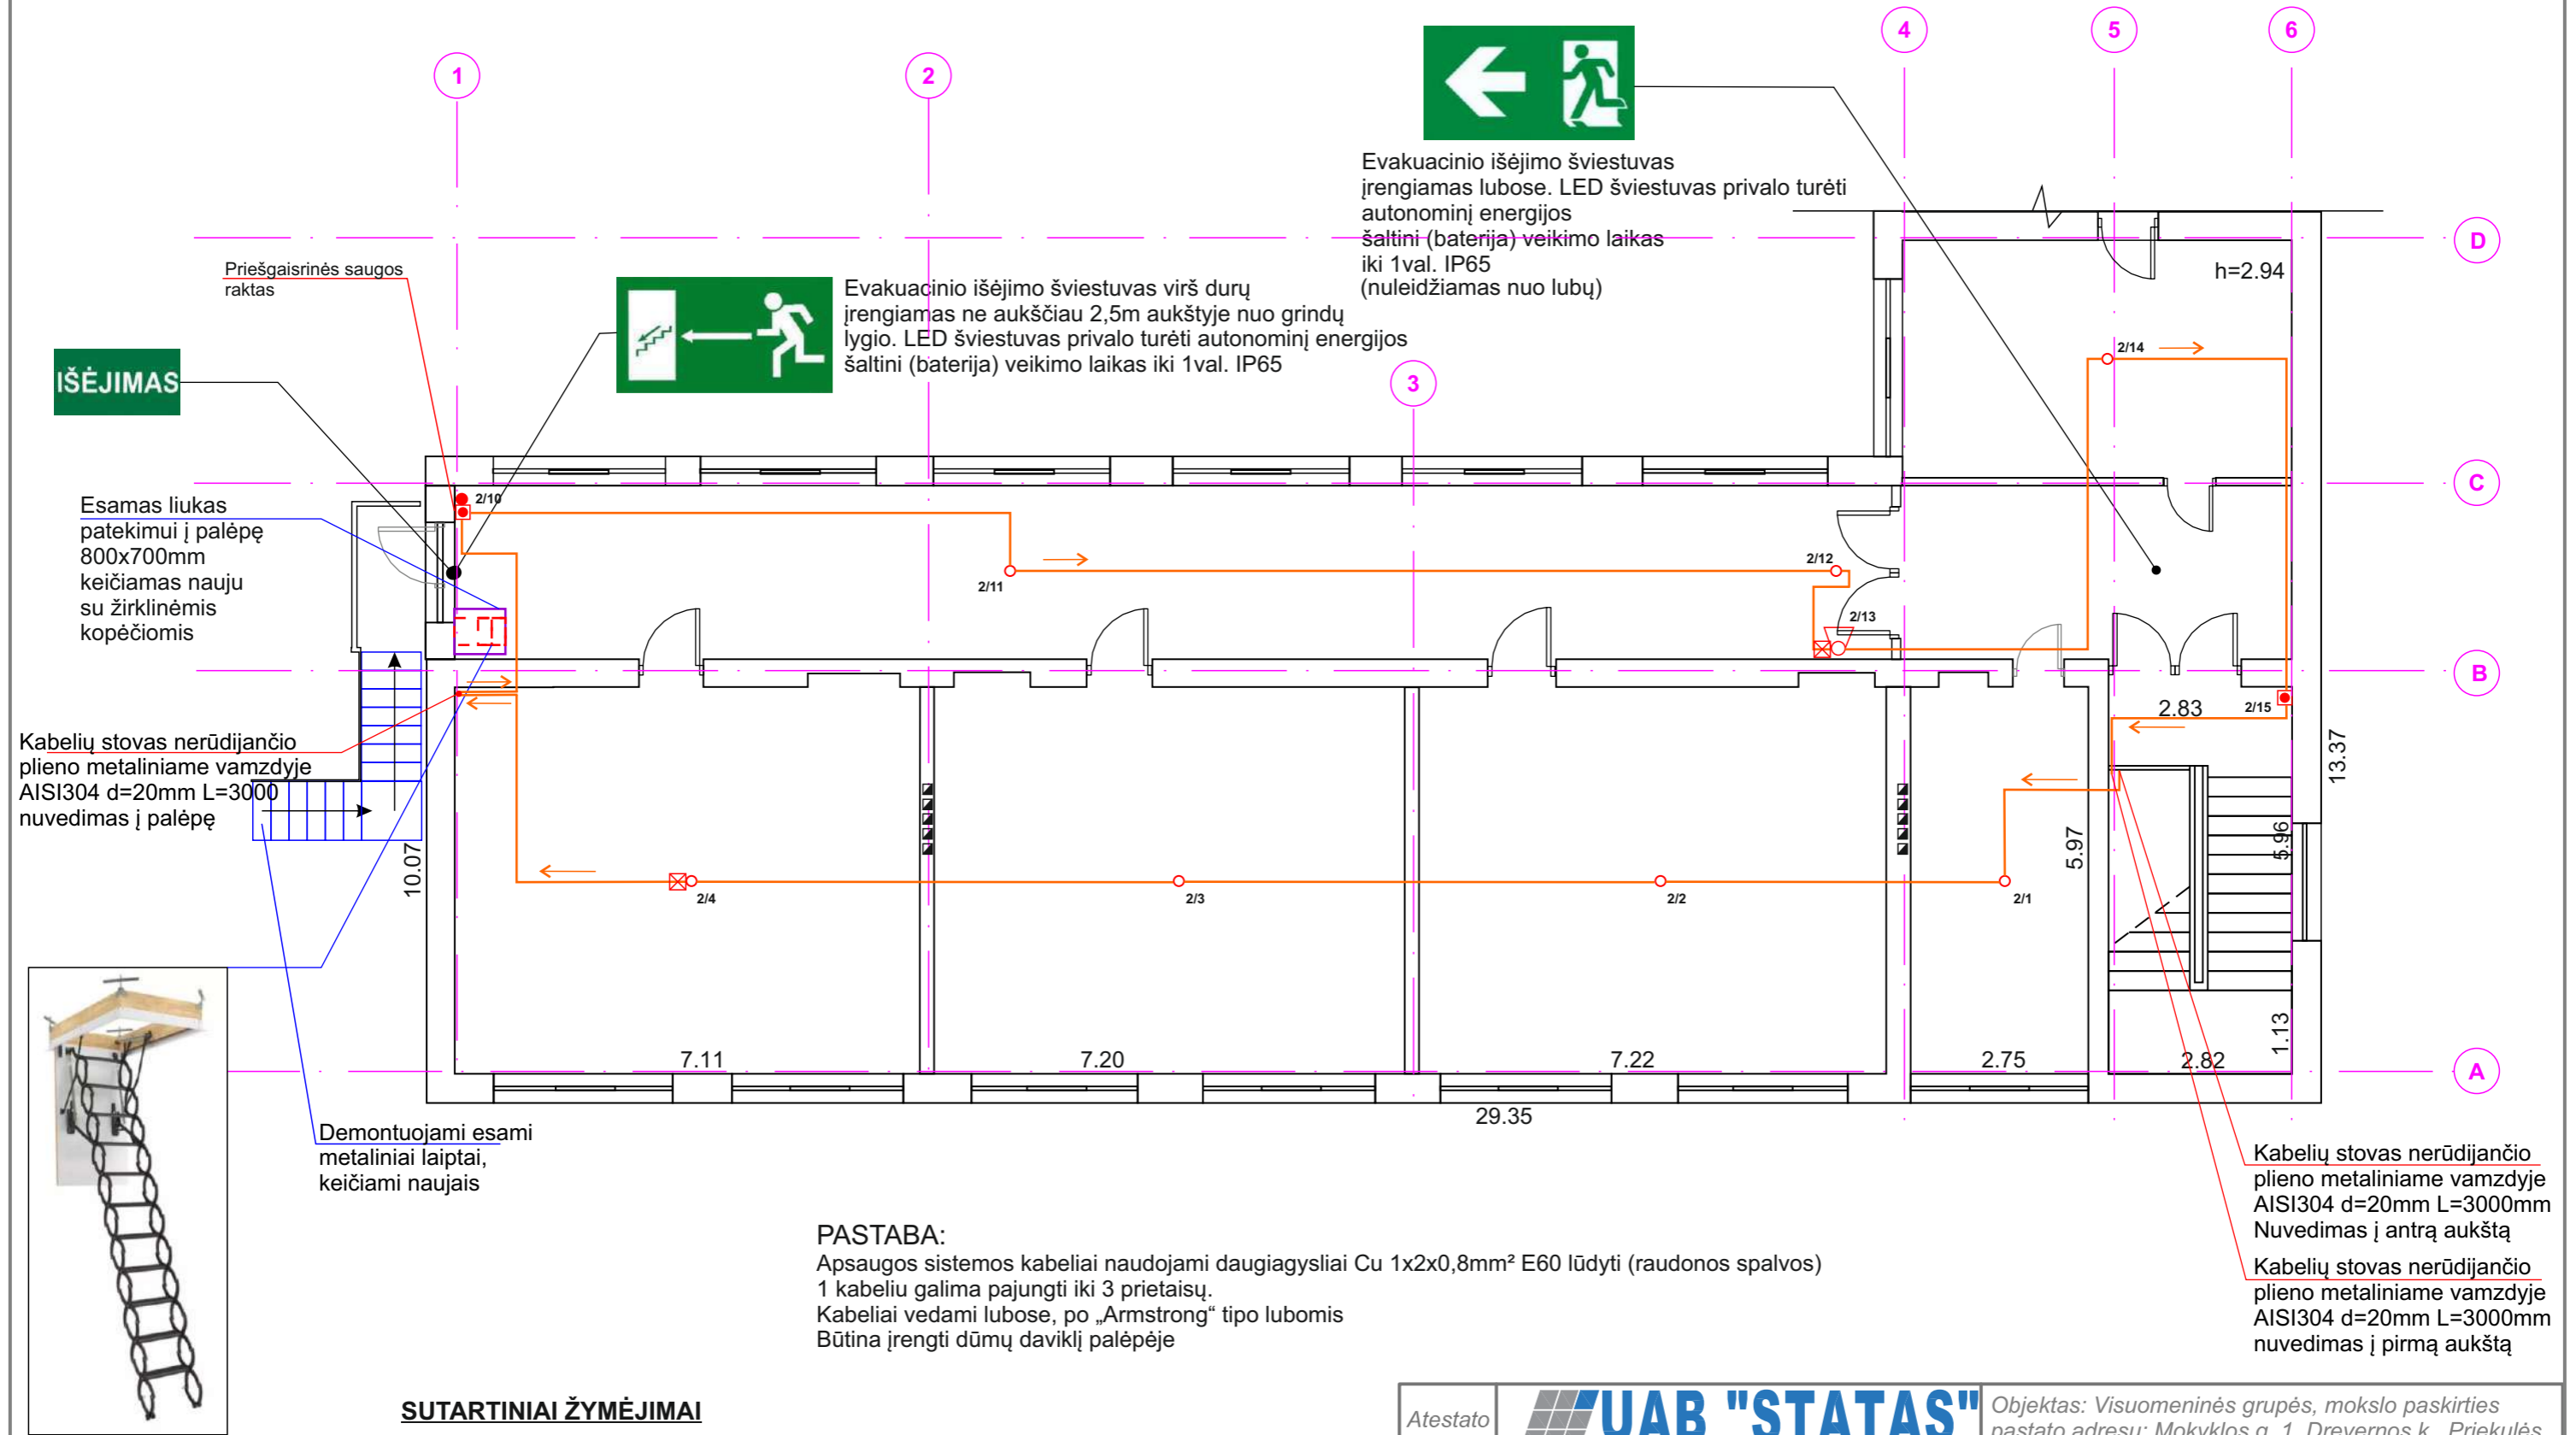 1
2
3
4
5
6
D
C
B
A
Evakuacinio išėjimo šviestuvas
įrengiamas lubose. LED šviestuvas privalo turėti
autonominį energijos
šaltini (baterija) veikimo laikas
iki 1val. IP65
(nuleidžiamas nuo lubų)
Priešgaisrinės saugos
raktas
Evakuacinio išėjimo šviestuvas virš durų
įrengiamas ne aukščiau 2,5m aukštyje nuo grindų
lygio. LED šviestuvas privalo turėti autonominį energijos
šaltini (baterija) veikimo laikas iki 1val. IP65
IŠĖJIMAS
h=2.94
2/14
2/10
2/11
2/12
2/13
2/15
2/4
2/3
2/2
2/1
Esamas liukas
patekimui į palėpę
800x700mm
keičiamas nauju
su žirklinėmis
kopėčiomis
Kabelių stovas nerūdijančio
plieno metaliniame vamzdyje
AISI304 d=20mm L=3000
nuvedimas į palėpę
2.83
13.37
10.07
5.97
5.96
7.11
7.20
7.22
2.75
2.82
1.13
29.35
Demontuojami esami
metaliniai laiptai,
keičiami naujais
Kabelių stovas nerūdijančio
plieno metaliniame vamzdyje
AISI304 d=20mm L=3000mm
Nuvedimas į antrą aukštą
Kabelių stovas nerūdijančio
plieno metaliniame vamzdyje
AISI304 d=20mm L=3000mm
nuvedimas į pirmą aukštą
PASTABA:
Apsaugos sistemos kabeliai naudojami daugiagysliai Cu 1x2x0,8mm² E60 lūdyti (raudonos spalvos)
1 kabeliu galima pajungti iki 3 prietaisų.
Kabeliai vedami lubose, po „Armstrong“ tipo lubomis
Būtina įrengti dūmų daviklį palėpėje
SUTARTINIAI ŽYMĖJIMAI
Atestato
UAB "STATAS"
Objektas: Visuomeninės grupės, mokslo paskirties
pastato adresu: Mokyklos g. 1, Drevernos k., Priekulės